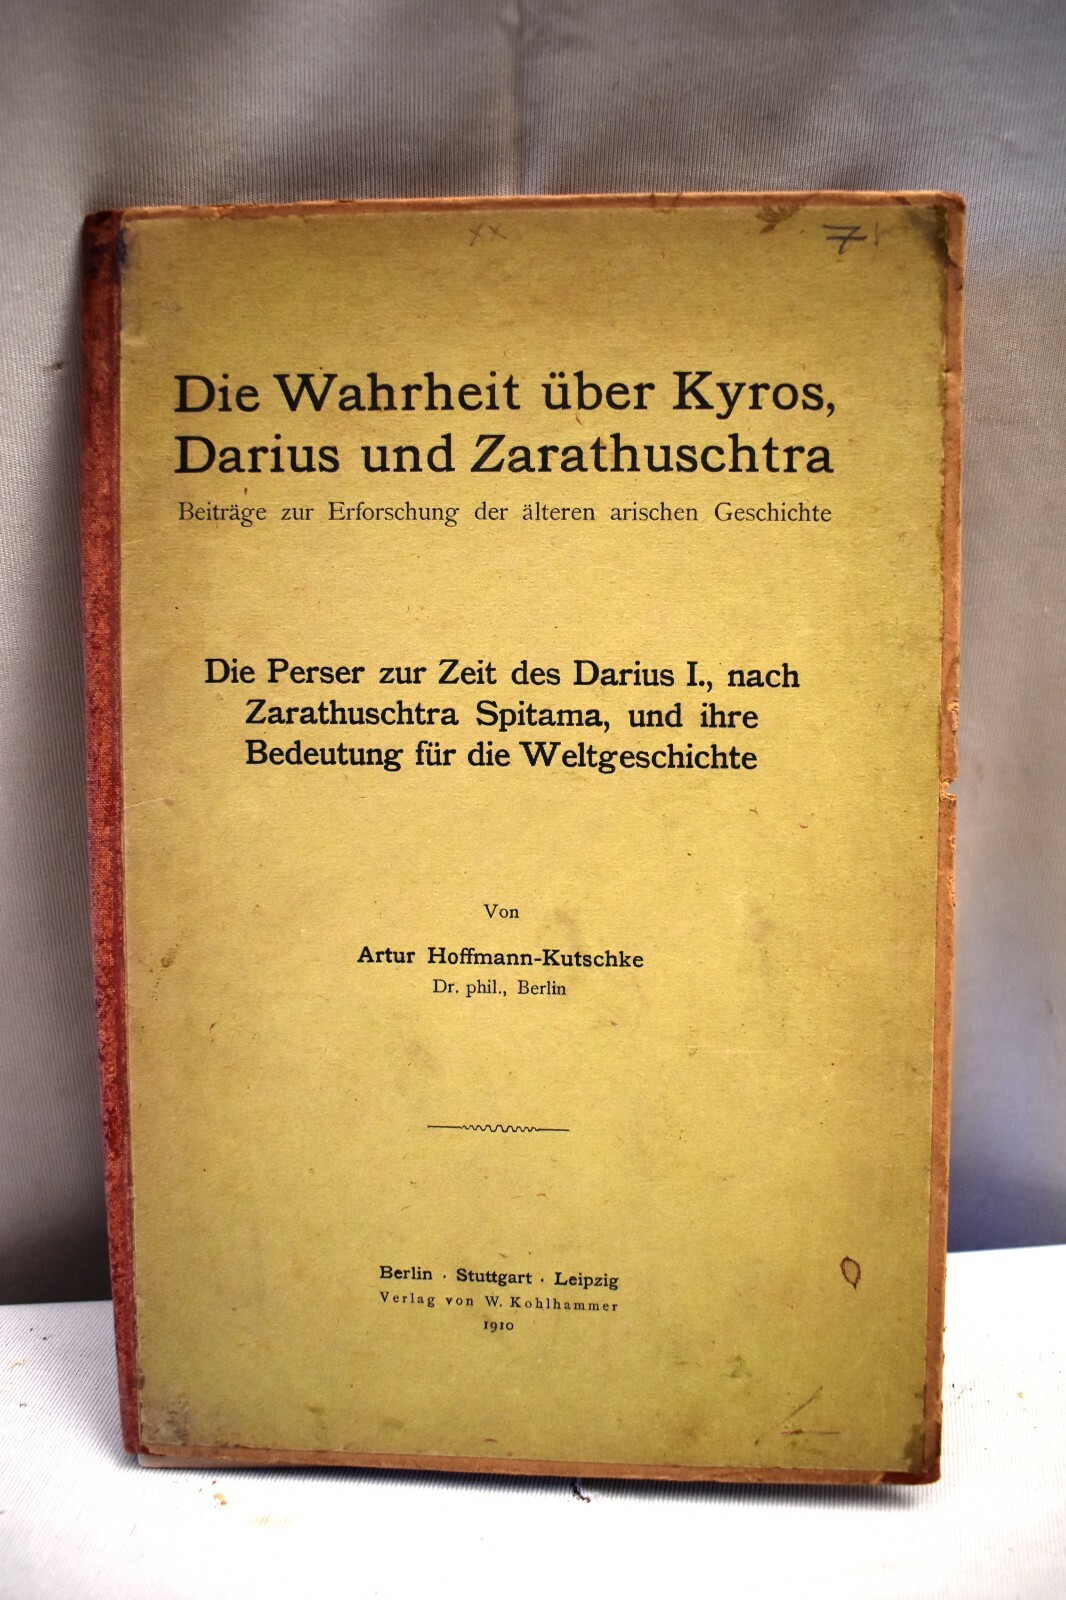 xx
7
Die Wahrheit über Kyros,
Darius und Zarathuschtra
Beiträge zur Erforschung der älteren arischen Geschichte
Die Perser zur Zeit des Darius I., nach
Zarathuschtra Spitama, und ihre
Bedeutung für die Weltgeschichte
Von
Artur Hoffmann-Kutschke
Dr. phil., Berlin
Berlin · Stuttgart · Leipzig
Verlag von W. Kohlhammer
1910